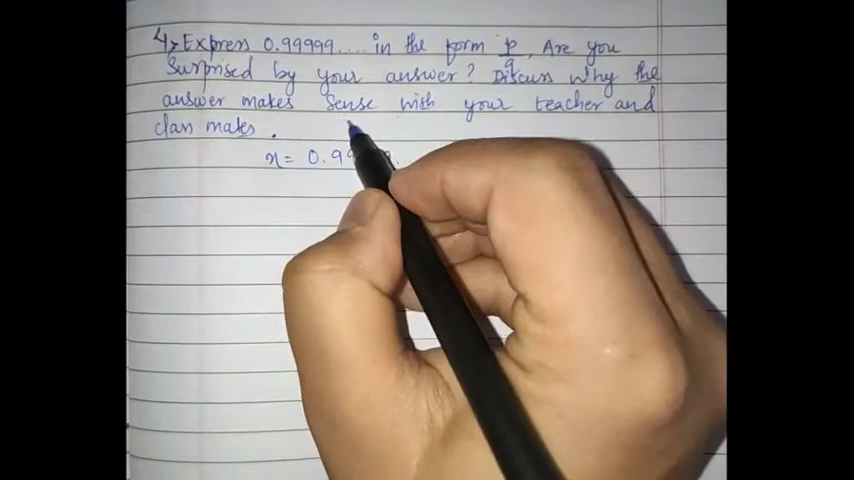 4) Express 0.99999..... in the form p/q, Are you
Surprised by your answer? Discuss why the
answer makes sense with your teacher and
class mates.
x = 0.99